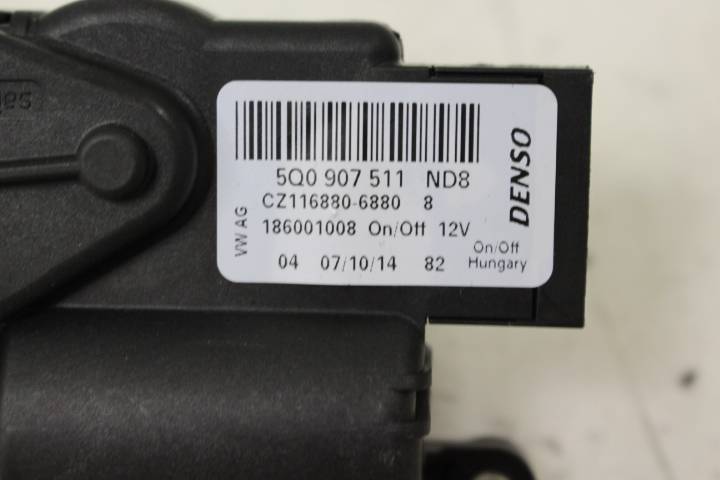 5Q0 907 511 ND8
CZ116880-6880 8
186001008 On/Off 12V
04 07/10/14 82
On/Off
Hungary
VW AG
DENSO